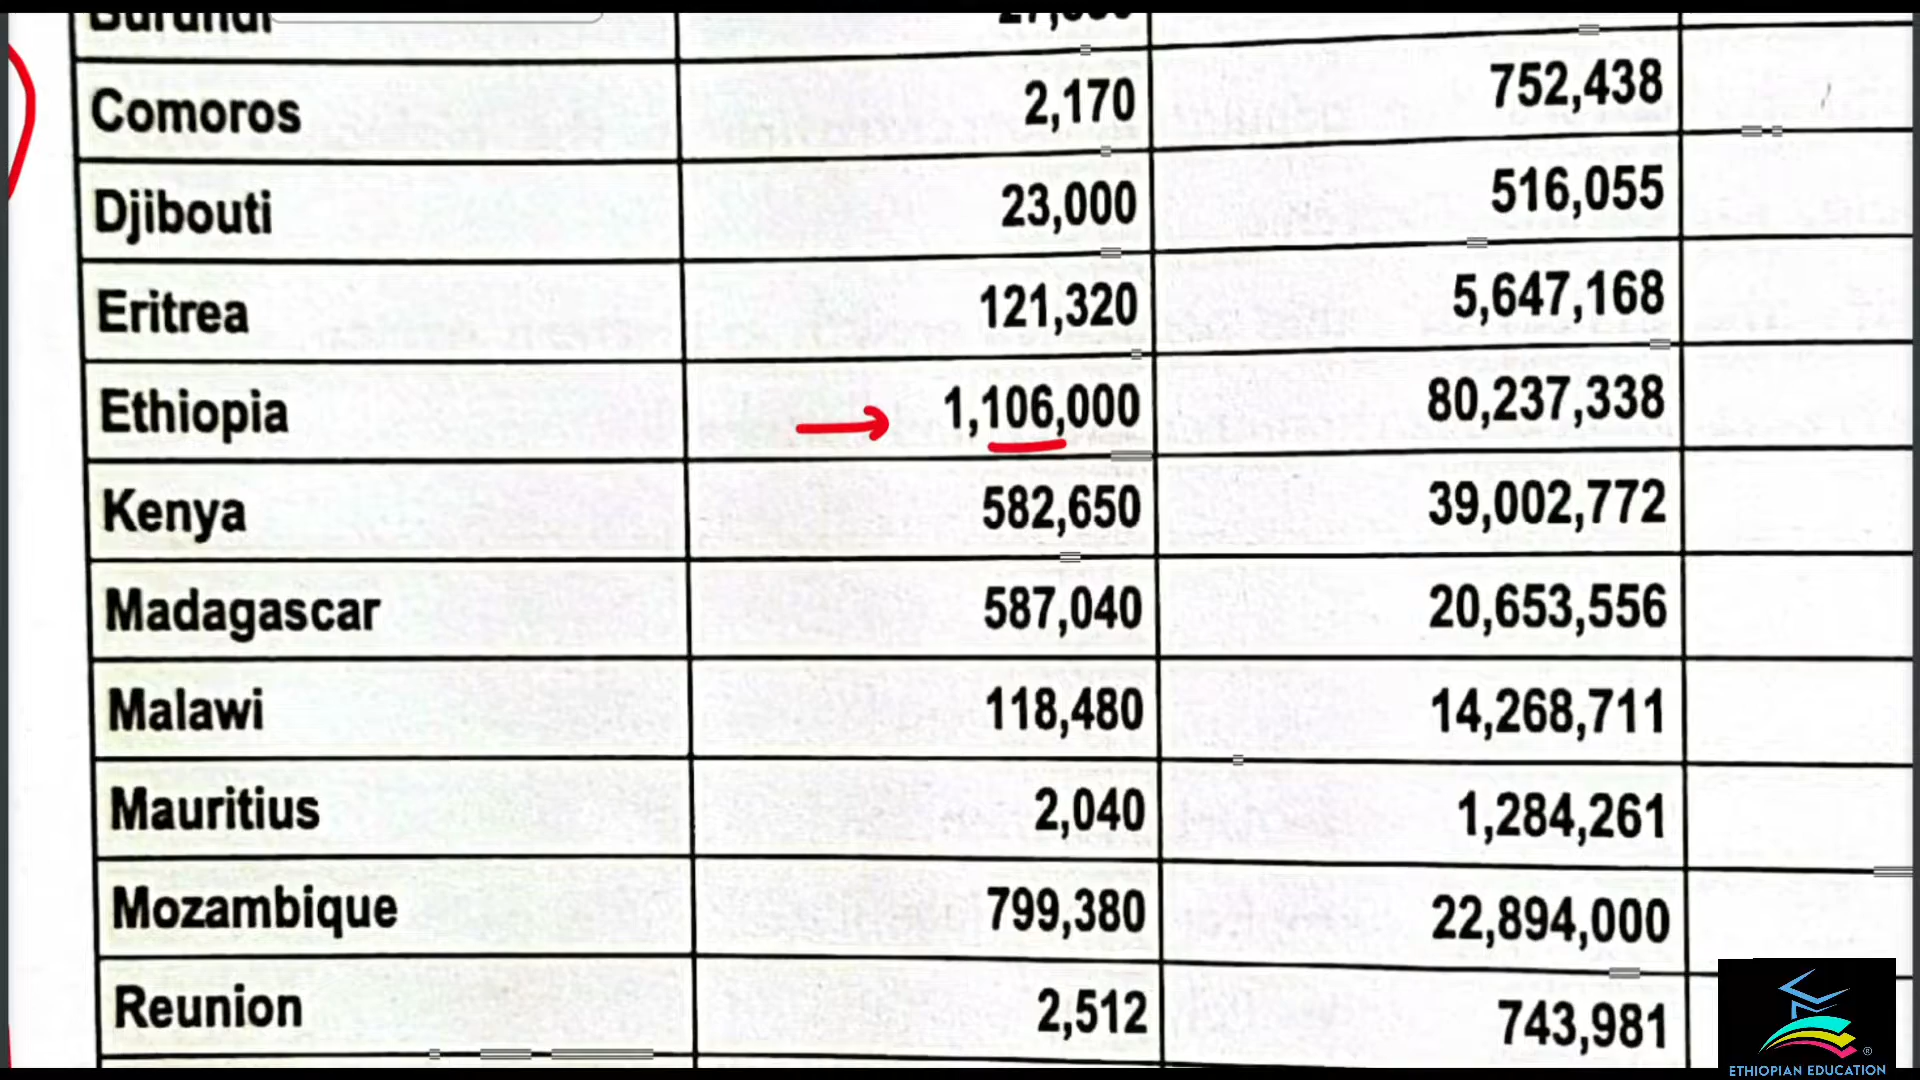 Burundi
Comoros 2,170 752,438
Djibouti 23,000 516,055
Eritrea 121,320 5,647,168
Ethiopia 1,106,000 80,237,338
Kenya 582,650 39,002,772
Madagascar 587,040 20,653,556
Malawi 118,480 14,268,711
Mauritius 2,040 1,284,261
Mozambique 799,380 22,894,000
Reunion 2,512 743,981
ETHIOPIAN EDUCATION